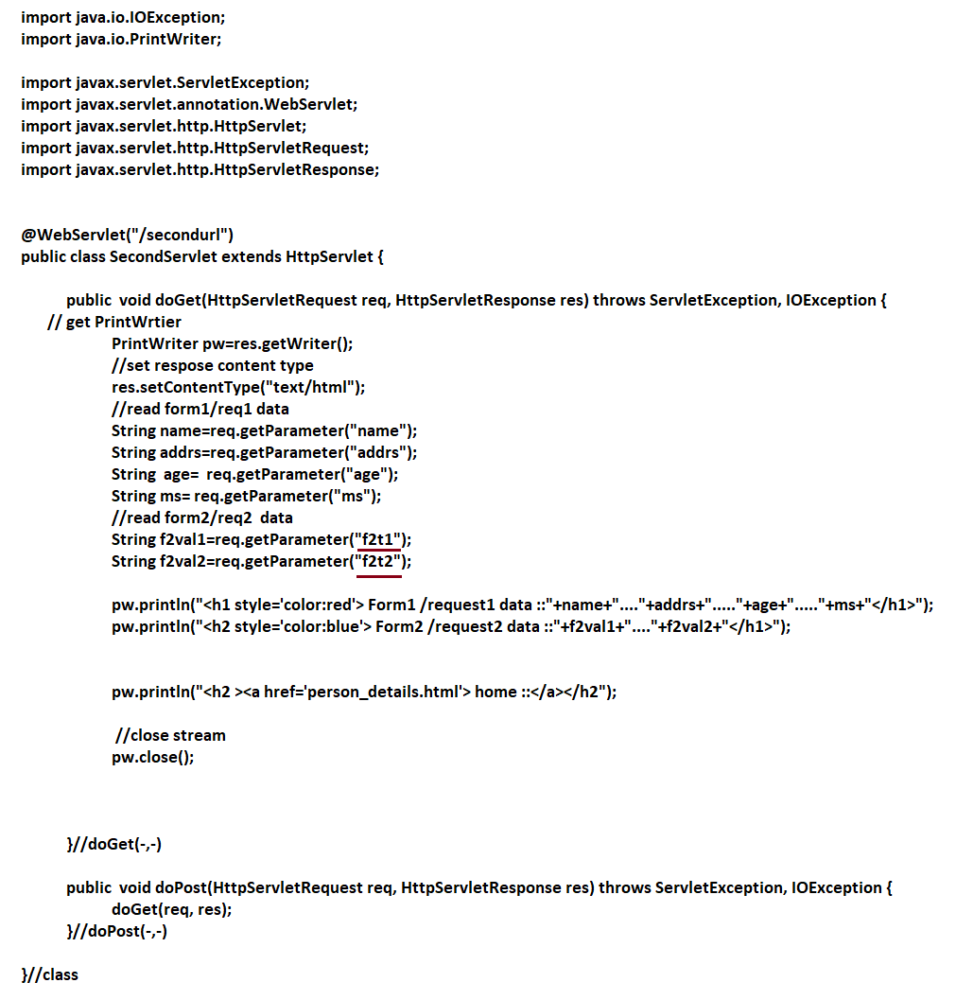 import java.io.IOException;
import java.io.PrintWriter;
import javax.servlet.ServletException;
import javax.servlet.annotation.WebServlet;
import javax.servlet.http.HttpServlet;
import javax.servlet.http.HttpServletRequest;
import javax.servlet.http.HttpServletResponse;
@WebServlet("/secondurl")
public class SecondServlet extends HttpServlet {
public  void doGet(HttpServletRequest req, HttpServletResponse res) throws ServletException, IOException {
// get PrintWrtier
PrintWriter pw=res.getWriter();
//set respose content type
res.setContentType("text/html");
//read form1/req1 data
String name=req.getParameter("name");
String addrs=req.getParameter("addrs");
String  age=  req.getParameter("age");
String ms= req.getParameter("ms");
//read form2/req2  data
String f2val1=req.getParameter("f2t1");
String f2val2=req.getParameter("f2t2");
pw.println("<h1 style='color:red'> Form1 /request1 data ::"+name+"...."+addrs+"....."+age+"....."+ms+"</h1>");
pw.println("<h2 style='color:blue'> Form2 /request2 data ::"+f2val1+"...."+f2val2+"</h1>");
pw.println("<h2 ><a href='person_details.html'> home ::</a></h2");
//close stream
pw.close();
}//doGet(-,-)
public  void doPost(HttpServletRequest req, HttpServletResponse res) throws ServletException, IOException {
doGet(req, res);
}//doPost(-,-)
}//class